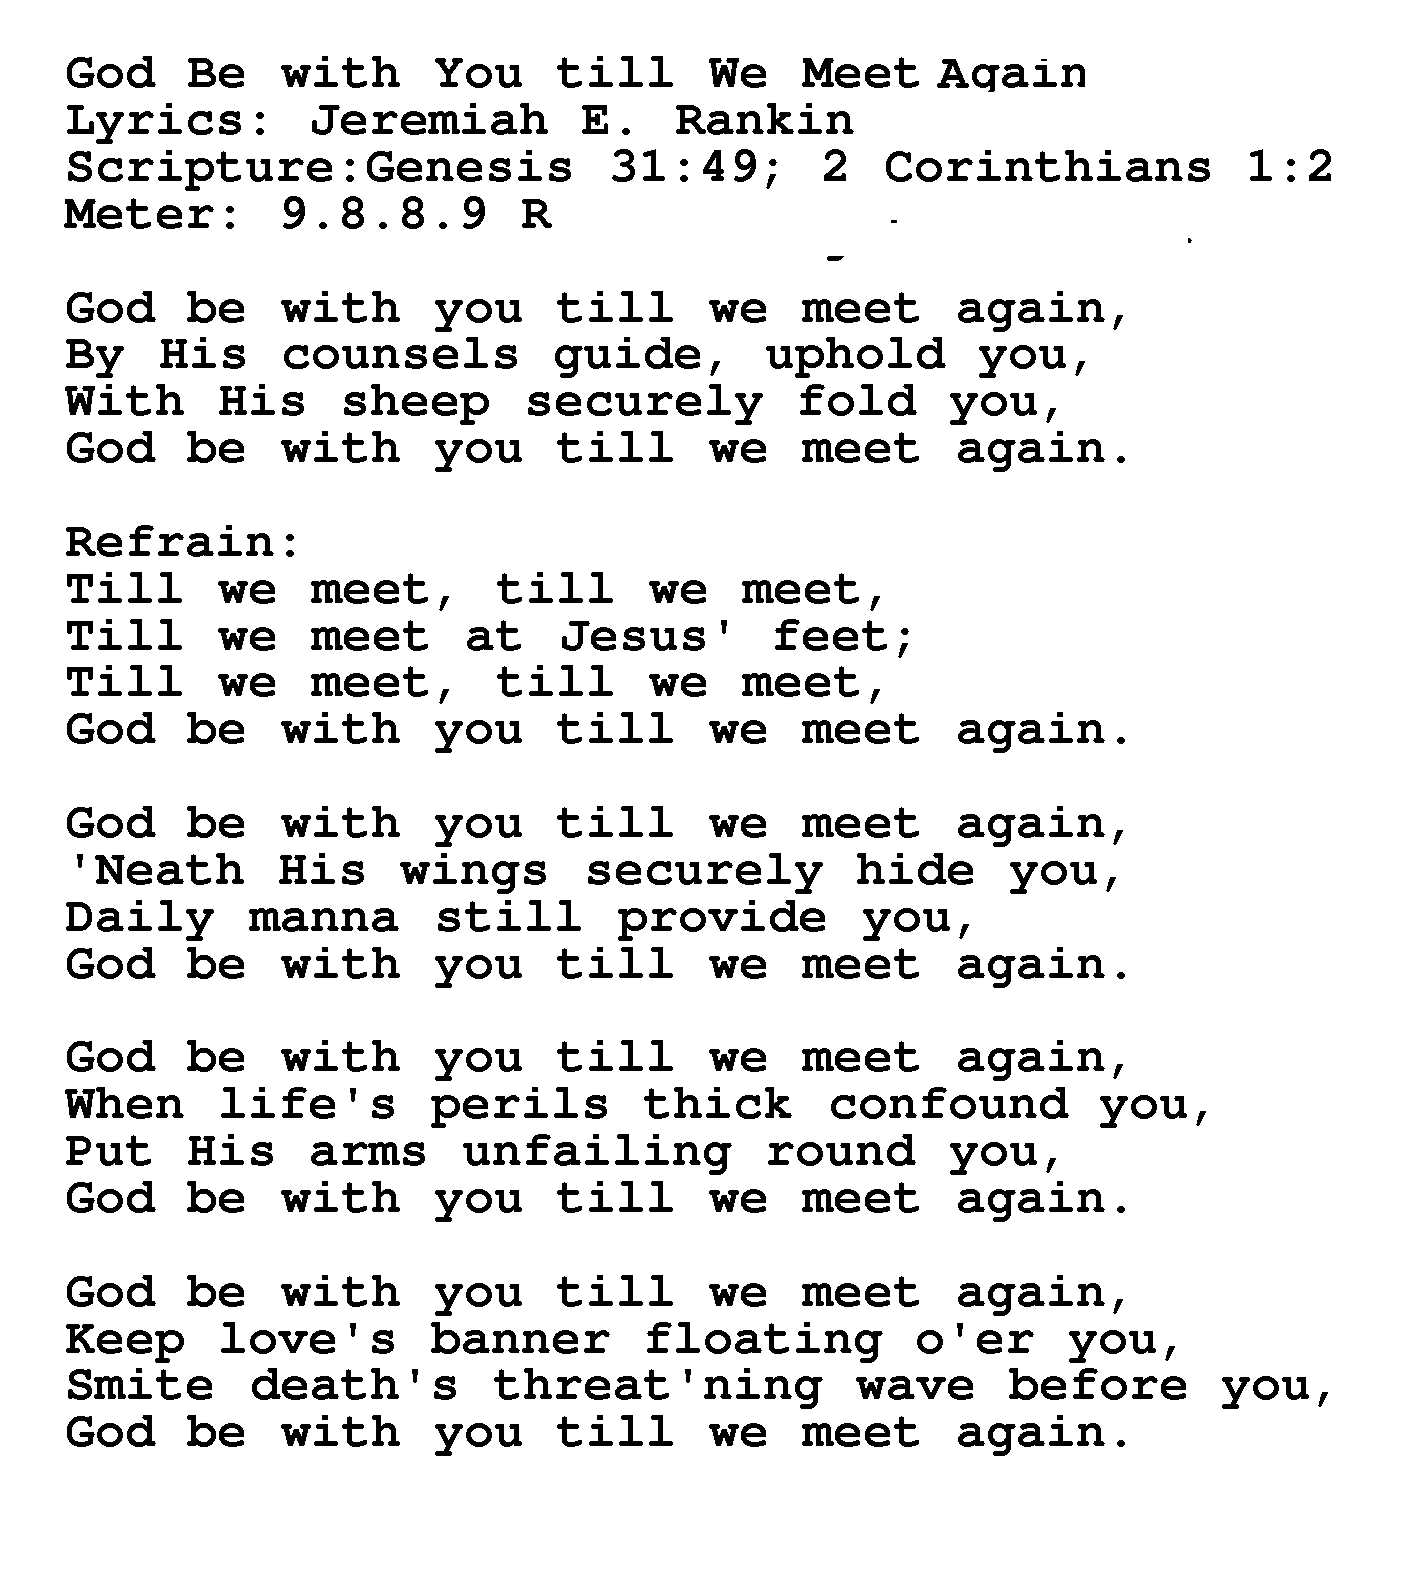 God Be with You till We Meet Again
Lyrics: Jeremiah E. Rankin
Scripture:Genesis 31:49; 2 Corinthians 1:2
Meter: 9.8.8.9 R

God be with you till we meet again,
By His counsels guide, uphold you,
With His sheep securely fold you,
God be with you till we meet again.

Refrain:
Till we meet, till we meet,
Till we meet at Jesus' feet;
Till we meet, till we meet,
God be with you till we meet again.

God be with you till we meet again,
'Neath His wings securely hide you,
Daily manna still provide you,
God be with you till we meet again.

God be with you till we meet again,
When life's perils thick confound you,
Put His arms unfailing round you,
God be with you till we meet again.

God be with you till we meet again,
Keep love's banner floating o'er you,
Smite death's threat'ning wave before you,
God be with you till we meet again.